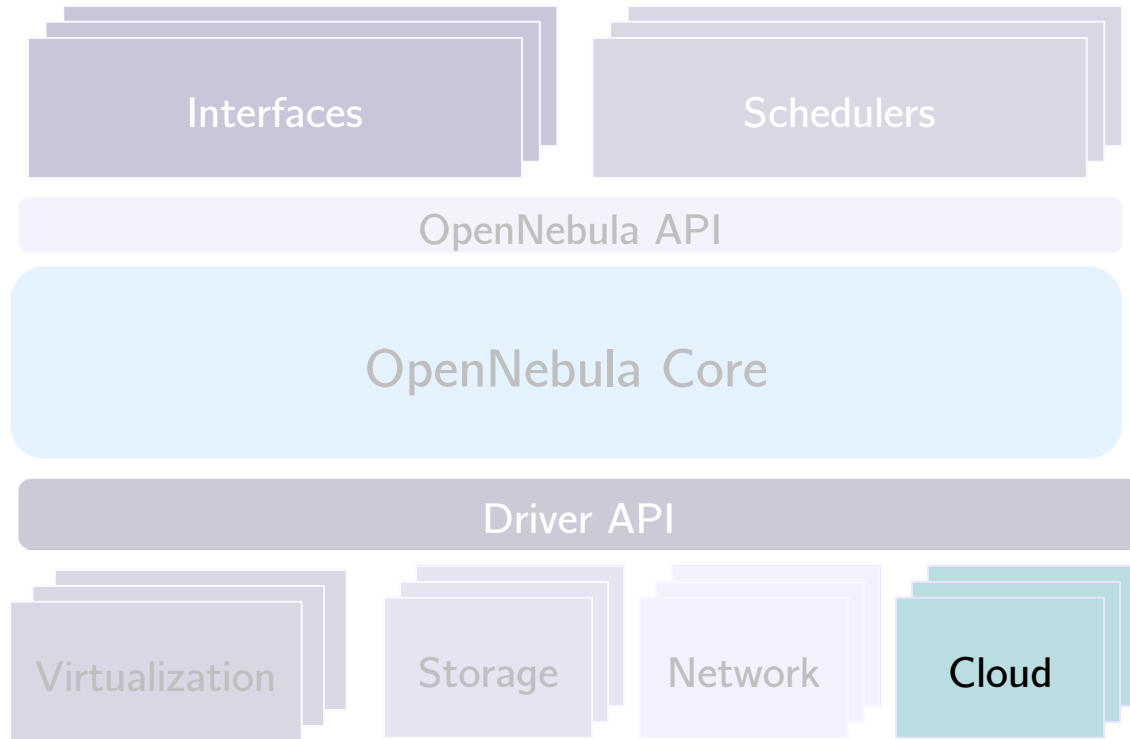 Interfaces
Schedulers
OpenNebula API
OpenNebula Core
Driver API
Virtualization
Storage
Network
Cloud